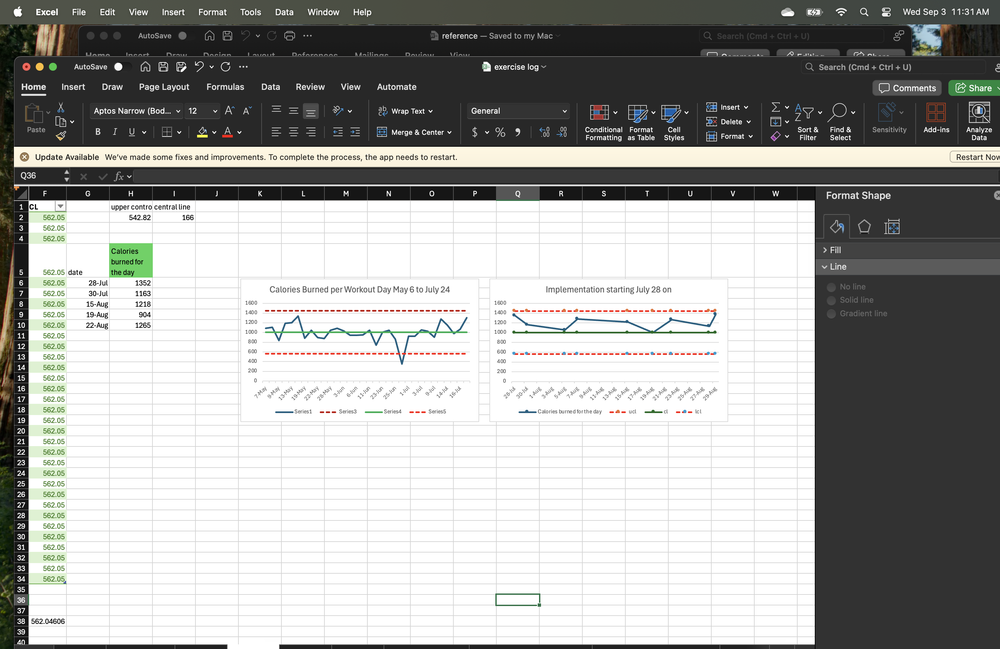 Excel File Edit View Insert Format Tools Data Window Help Wed Sep 3 11:31 AM
AutoSave reference — Saved to my Mac Search (Cmd + Ctrl + U)
Home Insert Draw Design Layout References Mailings Review View Comments Editing Share
AutoSave exercise log Search (Cmd + Ctrl + U)
Home Insert Draw Page Layout Formulas Data Review View Automate Comments Share
Paste Aptos Narrow (Bod... 12 Wrap Text General Conditional Formatting Format as Table Cell Styles Insert Sort & Filter Find & Select Sensitivity Add-ins Analyze Data
B I U Merge & Center $ % Delete
Format
Update Available We've made some fixes and improvements. To complete the process, the app needs to restart. Restart Now
Q36 fx
F G H I J K L M N O P Q R S T U V W
1 CL upper contro central line
2 562.05 542.82 166
3 562.05
4 562.05
5 562.05 date Calories burned for the day
6 562.05 28-Jul 1352
7 562.05 30-Jul 1163
8 562.05 15-Aug 1218
9 562.05 19-Aug 904
10 562.05 22-Aug 1265
11 562.05
12 562.05
13 562.05
14 562.05
15 562.05
16 562.05
17 562.05
18 562.05
19 562.05
20 562.05
21 562.05
22 562.05
23 562.05
24 562.05
25 562.05
26 562.05
27 562.05
28 562.05
29 562.05
30 562.05
31 562.05
32 562.05
33 562.05
34 562.05
35
36
37
38 562.04606
39
40
Calories Burned per Workout Day May 6 to July 24
1600
1400
1200
1000
800
600
400
200
0
7-May 9-May 13-May 19-May 22-May 28-May 3-Jun 6-Jun 11-Jun 23-Jun 25-Jun 1-Jul 3-Jul 9-Jul 14-Jul 16-Jul
Series1 Series3 Series4 Series5
Implementation starting July 28 on
1600
1400
1200
1000
800
600
400
200
0
28-Jul 30-Jul 1-Aug 3-Aug 5-Aug 7-Aug 9-Aug 11-Aug 13-Aug 15-Aug 17-Aug 19-Aug 21-Aug 23-Aug 25-Aug 27-Aug 29-Aug
Calories burned for the day ucl cl lcl
Format Shape
Fill
Line
No line
Solid line
Gradient line